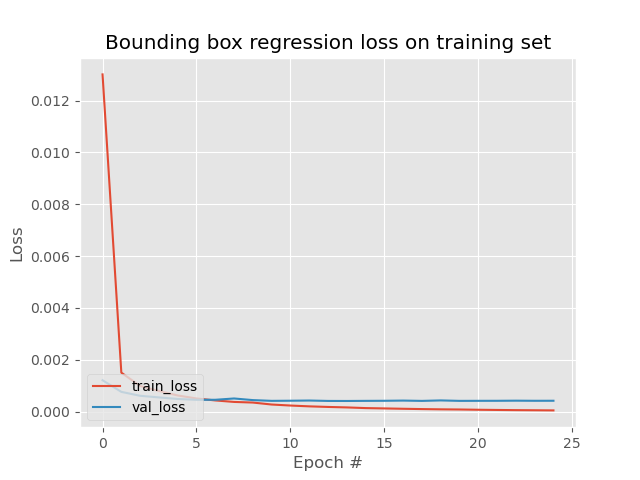 Bounding box regression loss on training set
Loss
0.012
0.010
0.008
0.006
0.004
0.002
0.000
train_loss
val_loss
0 5 10 15 20 25
Epoch #